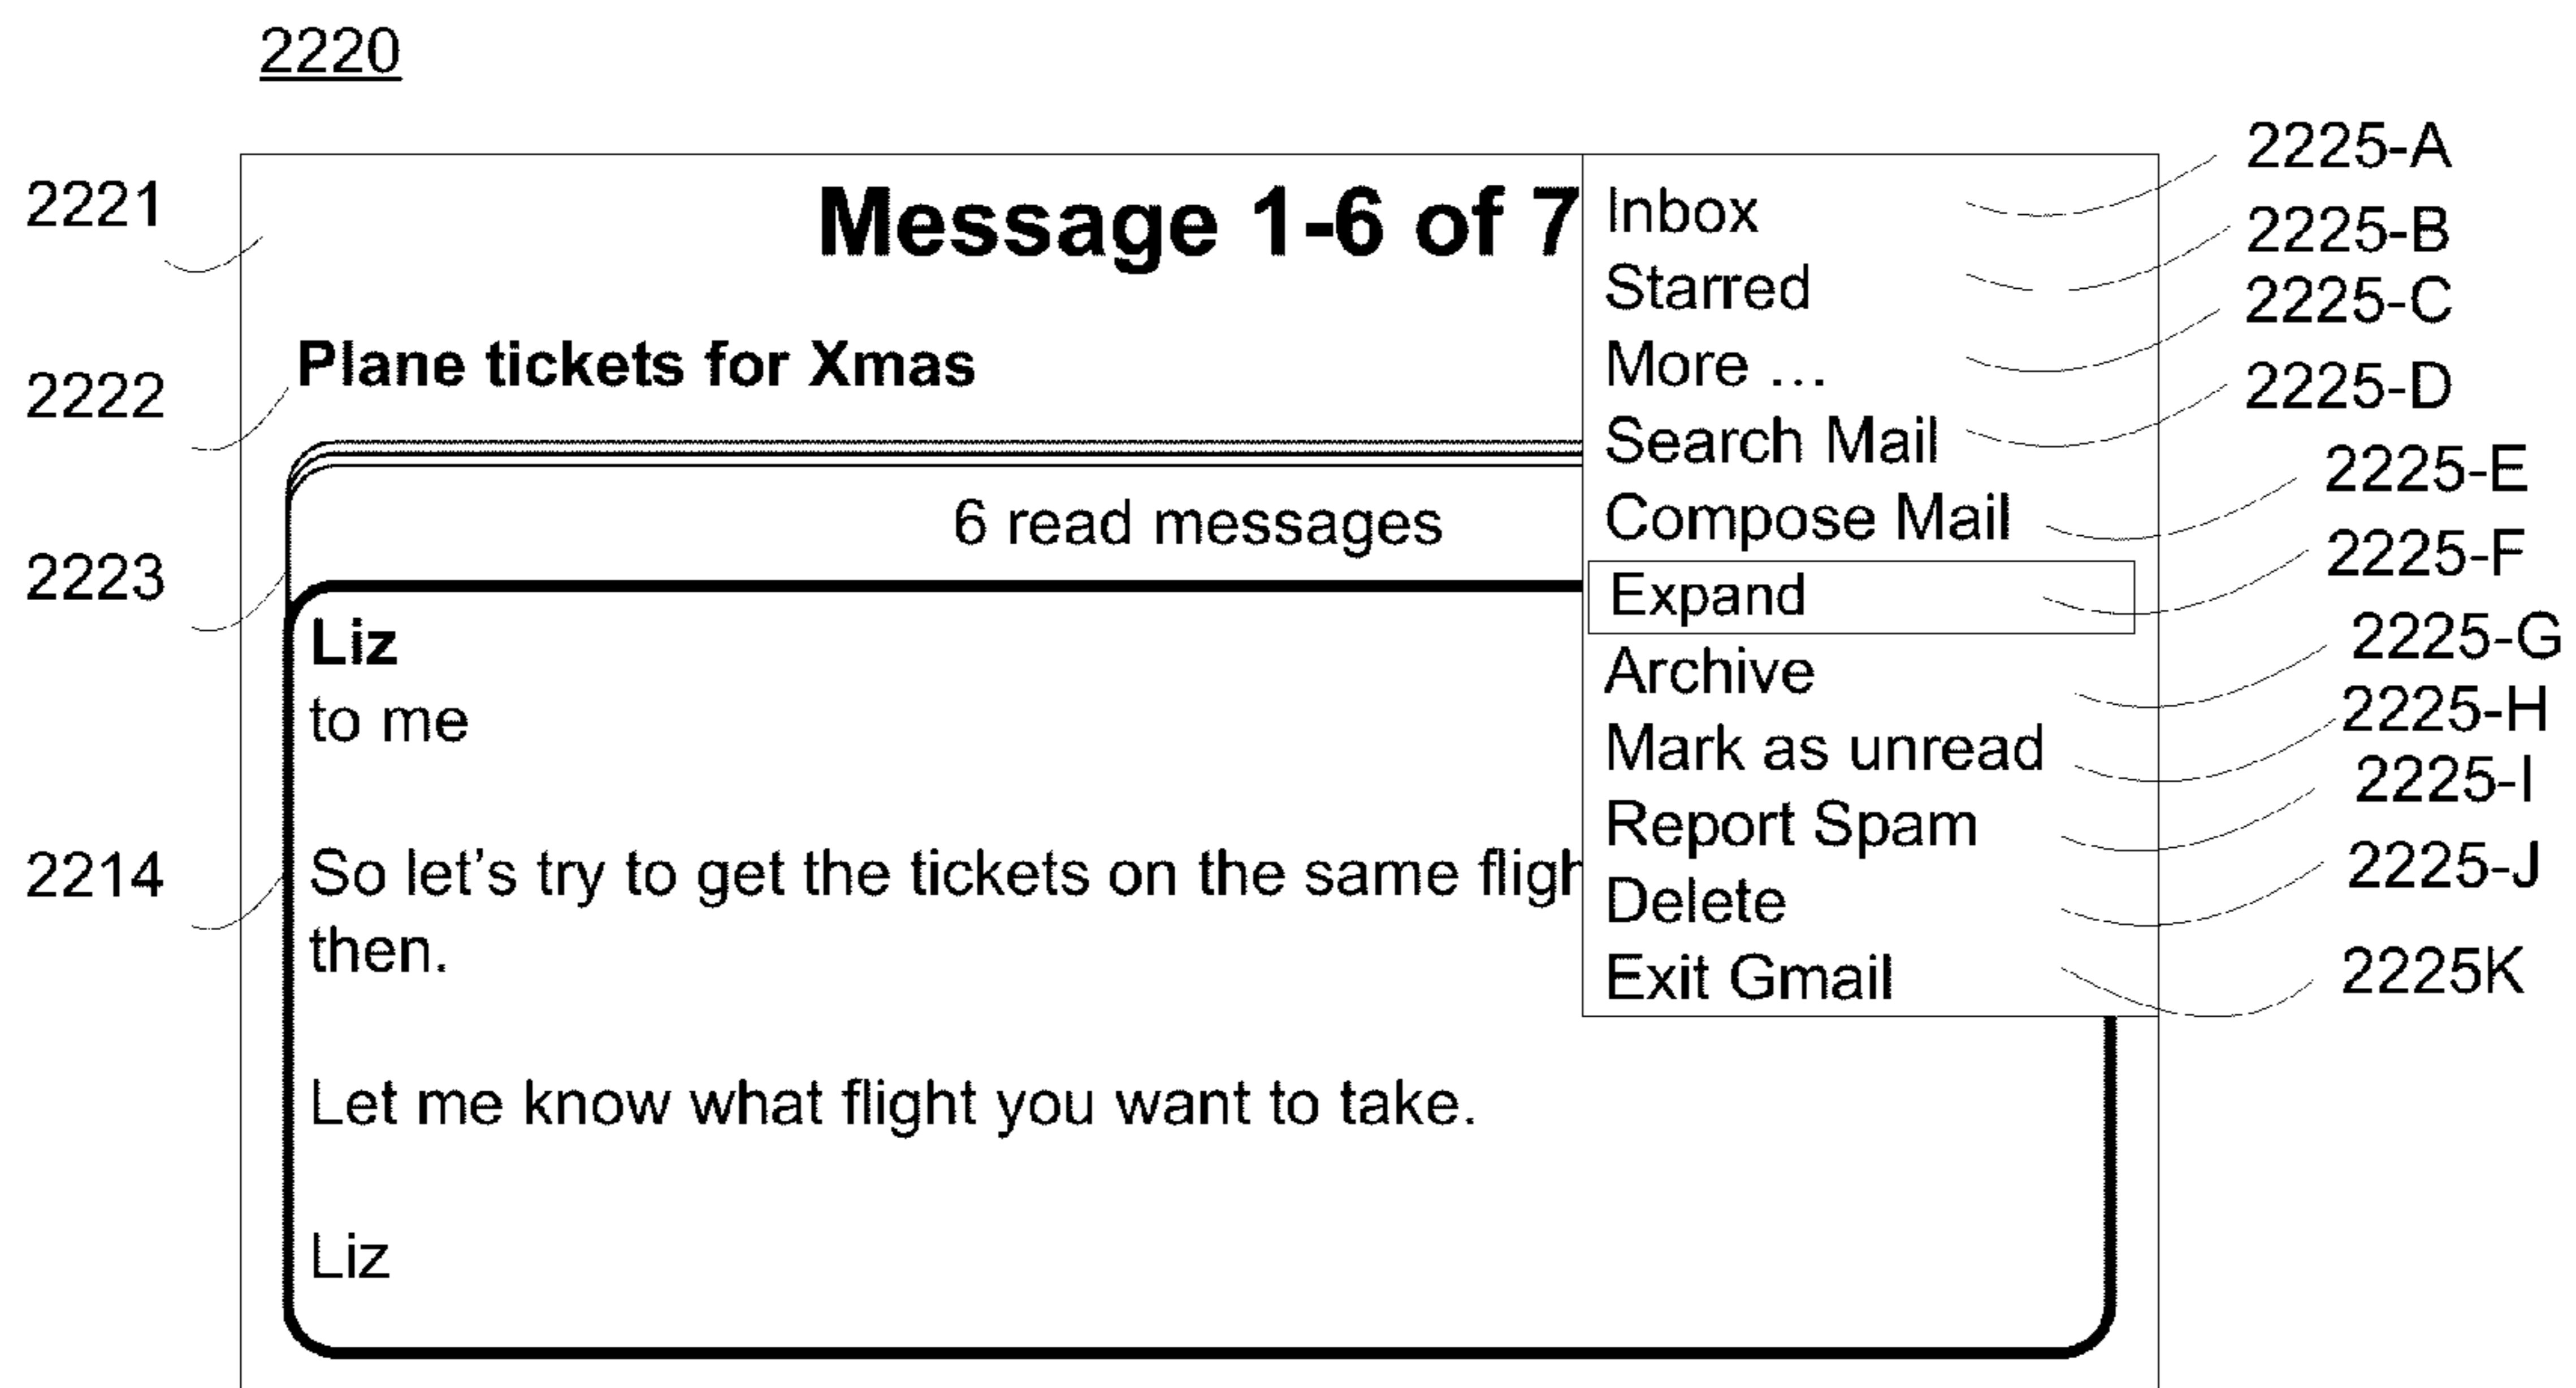 2220
2221
Message 1-6 of 7
2222
Plane tickets for Xmas
2223
6 read messages
Liz
to me
2214
So let's try to get the tickets on the same fligh
then.
Let me know what flight you want to take.
Liz
Inbox
Starred
More ...
Search Mail
Compose Mail
Expand
Archive
Mark as unread
Report Spam
Delete
Exit Gmail
2225-A
2225-B
2225-C
2225-D
2225-E
2225-F
2225-G
2225-H
2225-I
2225-J
2225K